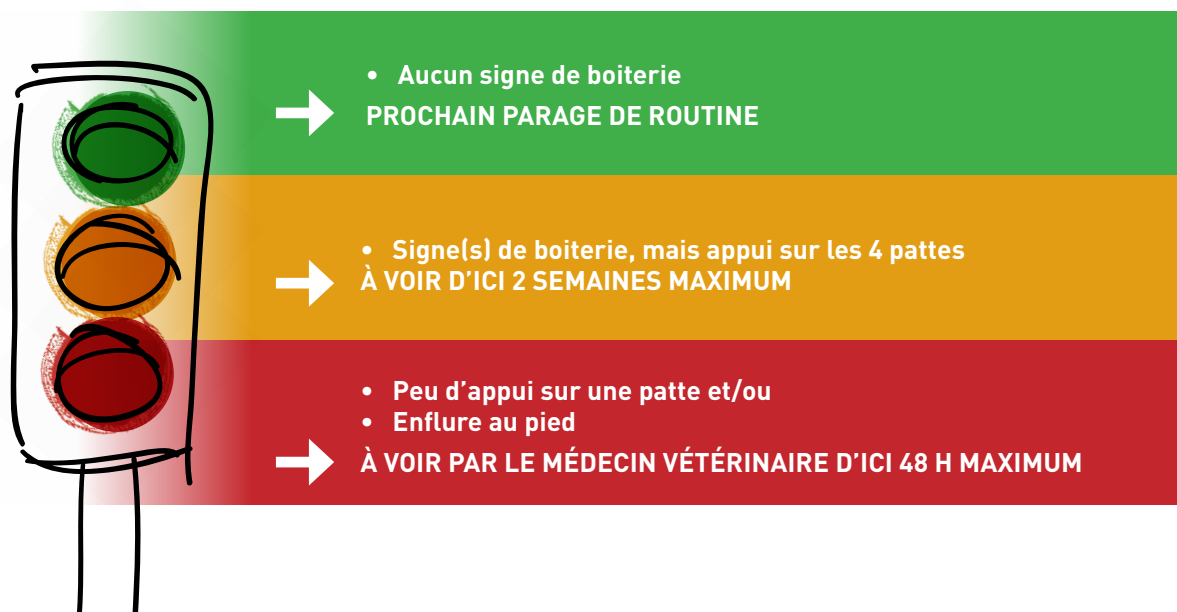 • Aucun signe de boiterie
PROCHAIN PARAGE DE ROUTINE
• Signe(s) de boiterie, mais appui sur les 4 pattes
À VOIR D'ICI 2 SEMAINES MAXIMUM
• Peu d'appui sur une patte et/ou
• Enflure au pied
À VOIR PAR LE MÉDECIN VÉTÉRINAIRE D'ICI 48 H MAXIMUM